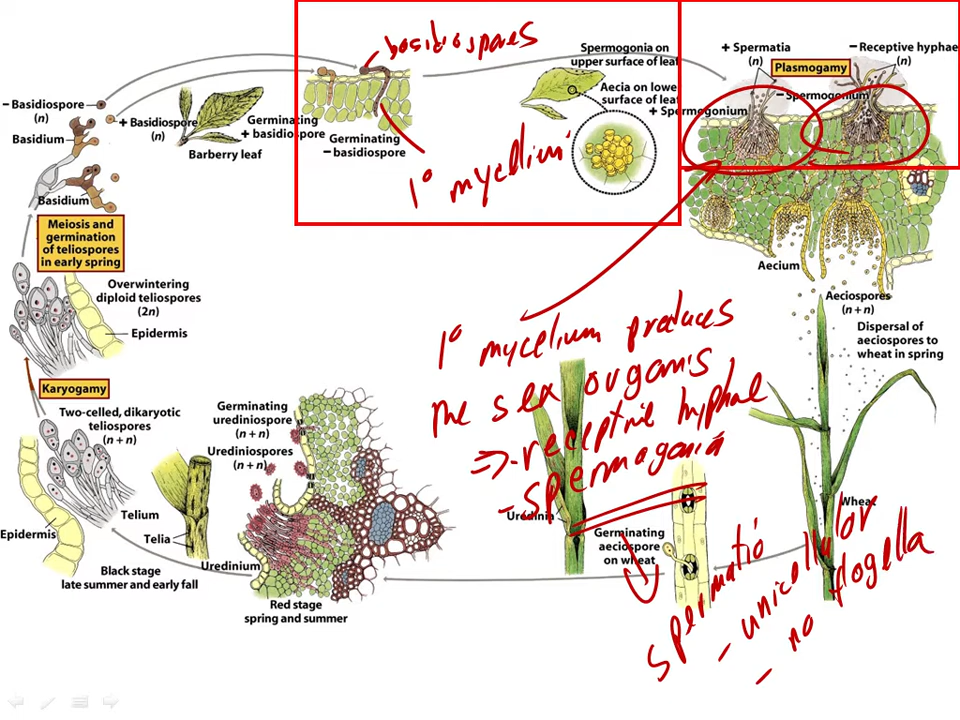 basidiospores
Spermogonia on
upper surface of leaf
+ Spermatia
(n)
− Receptive hyphae
(n)
Plasmogamy
− Basidiospore
(n)
+ Basidiospore
(n)
Basidium
Basidium
Barberry leaf
Germinating
+ basidiospore
Germinating
− basidiospore
Aecia on lowe
surface of leaf
+ Spermogonium
− Spermogonium
1° mycelium
Meiosis and
germination
of teliospores
in early spring
Overwintering
diploid teliospores
(2n)
Epidermis
Aecium
Aeciospores
(n + n)
Dispersal of
aeciospores to
wheat in spring
1° mycelium produces
the sex organis
⇒ - receptive hyphae
- spermagonia
Karyogamy
Two-celled, dikaryotic
teliospores
(n + n)
Germinating
urediniospore
(n + n)
Urediniospores
(n + n)
Epidermis
Telium
Telia
Uredinium
Uredinia
Wheat
Germinating
aeciospore
on wheat
Black stage
late summer and early fall
Red stage
spring and summer
spermatia
- unicellular
- no flagella